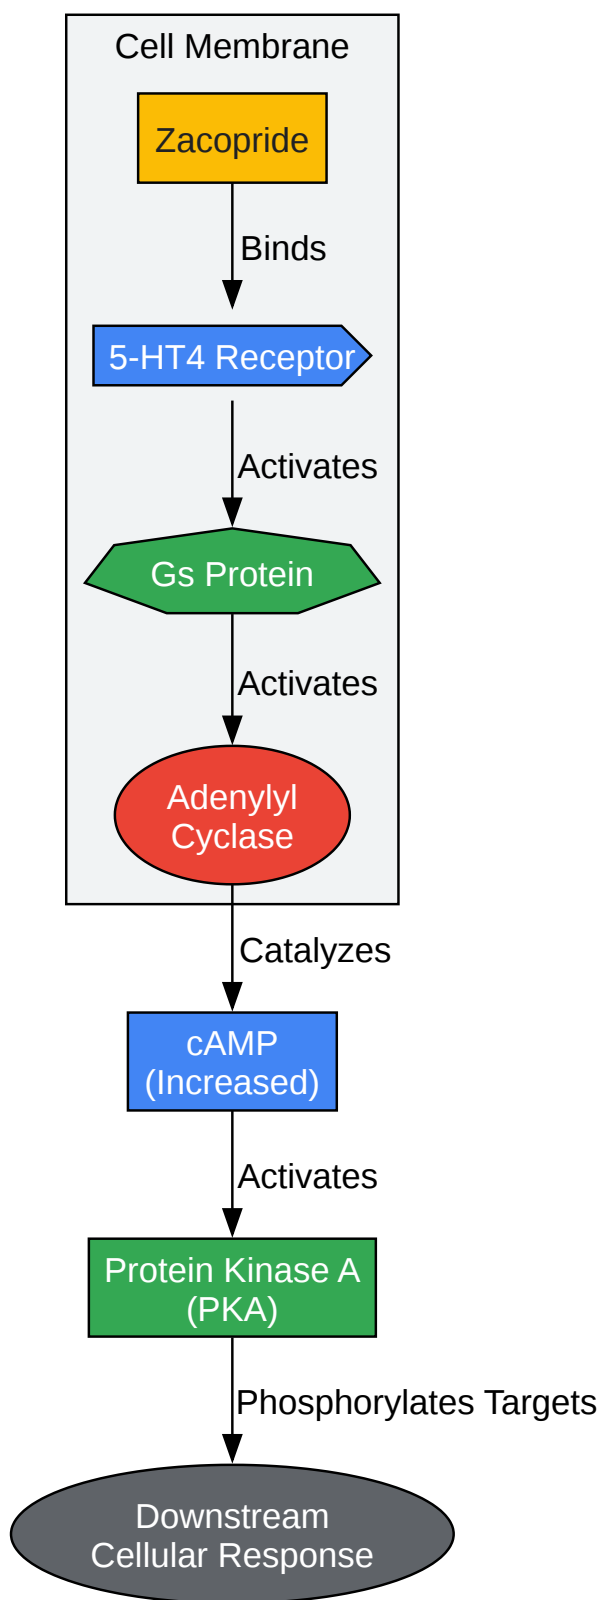 Cell Membrane
Zacopride
Binds
5-HT4 Receptor
Activates
Gs Protein
Activates
Adenylyl
Cyclase
Catalyzes
cAMP
(Increased)
Activates
Protein Kinase A
(PKA)
Phosphorylates Targets
Downstream
Cellular Response